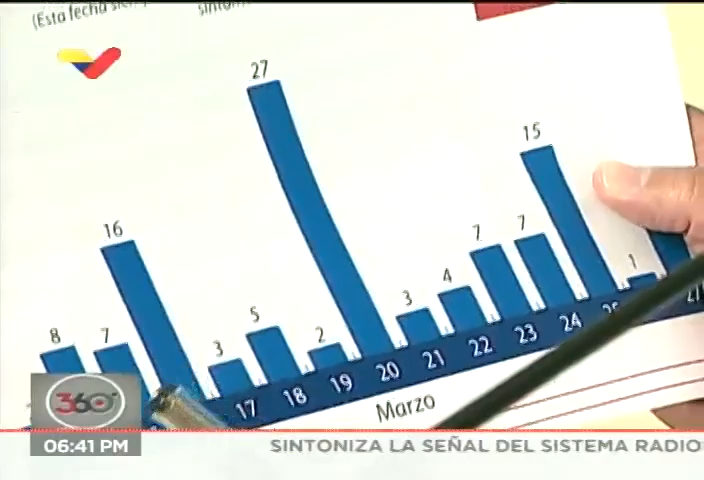 (Esta fecha
27
15
16
7
7
1
4
3
8
7
5
3
2
17 18 19 20 21 22 23 24
Marzo
360°
06:41 PM
SINTONIZA LA SEÑAL DEL SISTEMA RADIO